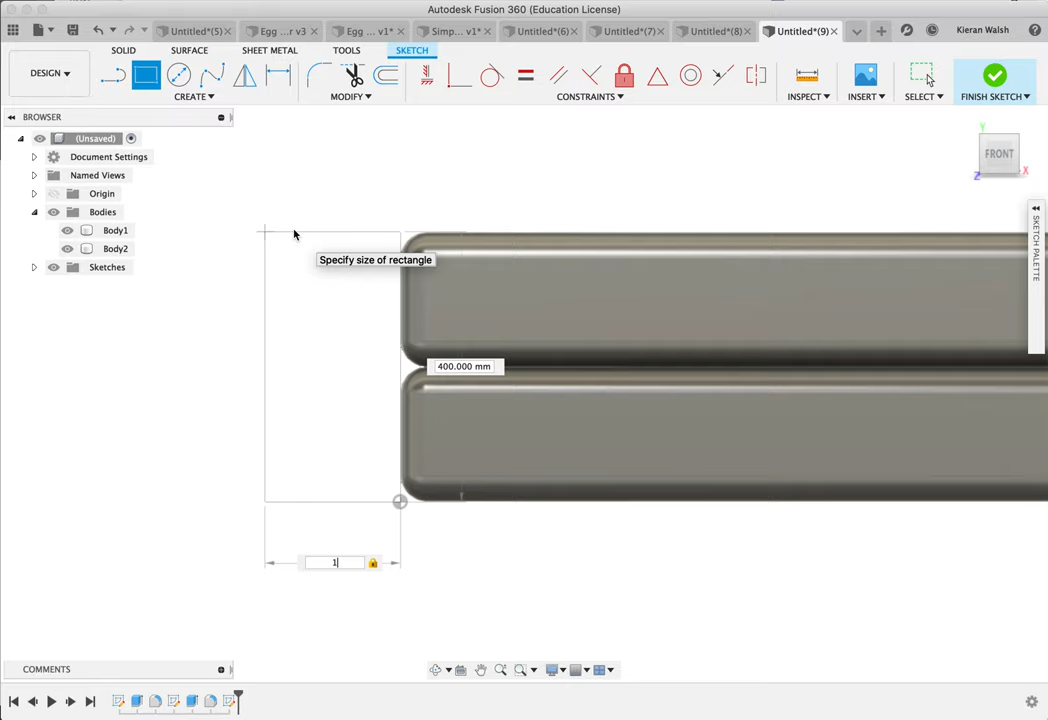 Autodesk Fusion 360 (Education License)
Untitled*(5) Egg ...r v3 Egg ... v1* Simp... v1* Untitled*(6) Untitled*(7) Untitled*(8) Untitled*(9) Kieran Walsh
DESIGN
SOLID SURFACE SHEET METAL TOOLS SKETCH
CREATE MODIFY CONSTRAINTS INSPECT INSERT SELECT FINISH SKETCH
BROWSER
(Unsaved)
Document Settings
Named Views
Origin
Bodies
Body1
Body2
Sketches
Y
FRONT
X
Z
SKETCH PALETTE
Specify size of rectangle
400.000 mm
1
COMMENTS